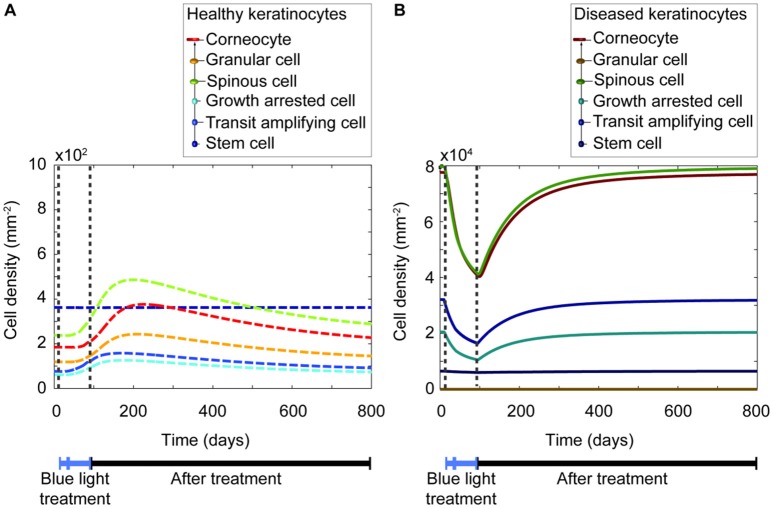 A
Healthy keratinocytes
Corneocyte
Granular cell
Spinous cell
Growth arrested cell
Transit amplifying cell
Stem cell
x10²
10
8
6
4
2
0
Cell density (mm⁻²)
0 200 400 600 800
Time (days)
Blue light
treatment
After treatment
B
Diseased keratinocytes
Corneocyte
Granular cell
Spinous cell
Growth arrested cell
Transit amplifying cell
Stem cell
x10⁴
8
6
4
2
0
Cell density (mm⁻²)
0 200 400 600 800
Time (days)
Blue light
treatment
After treatment